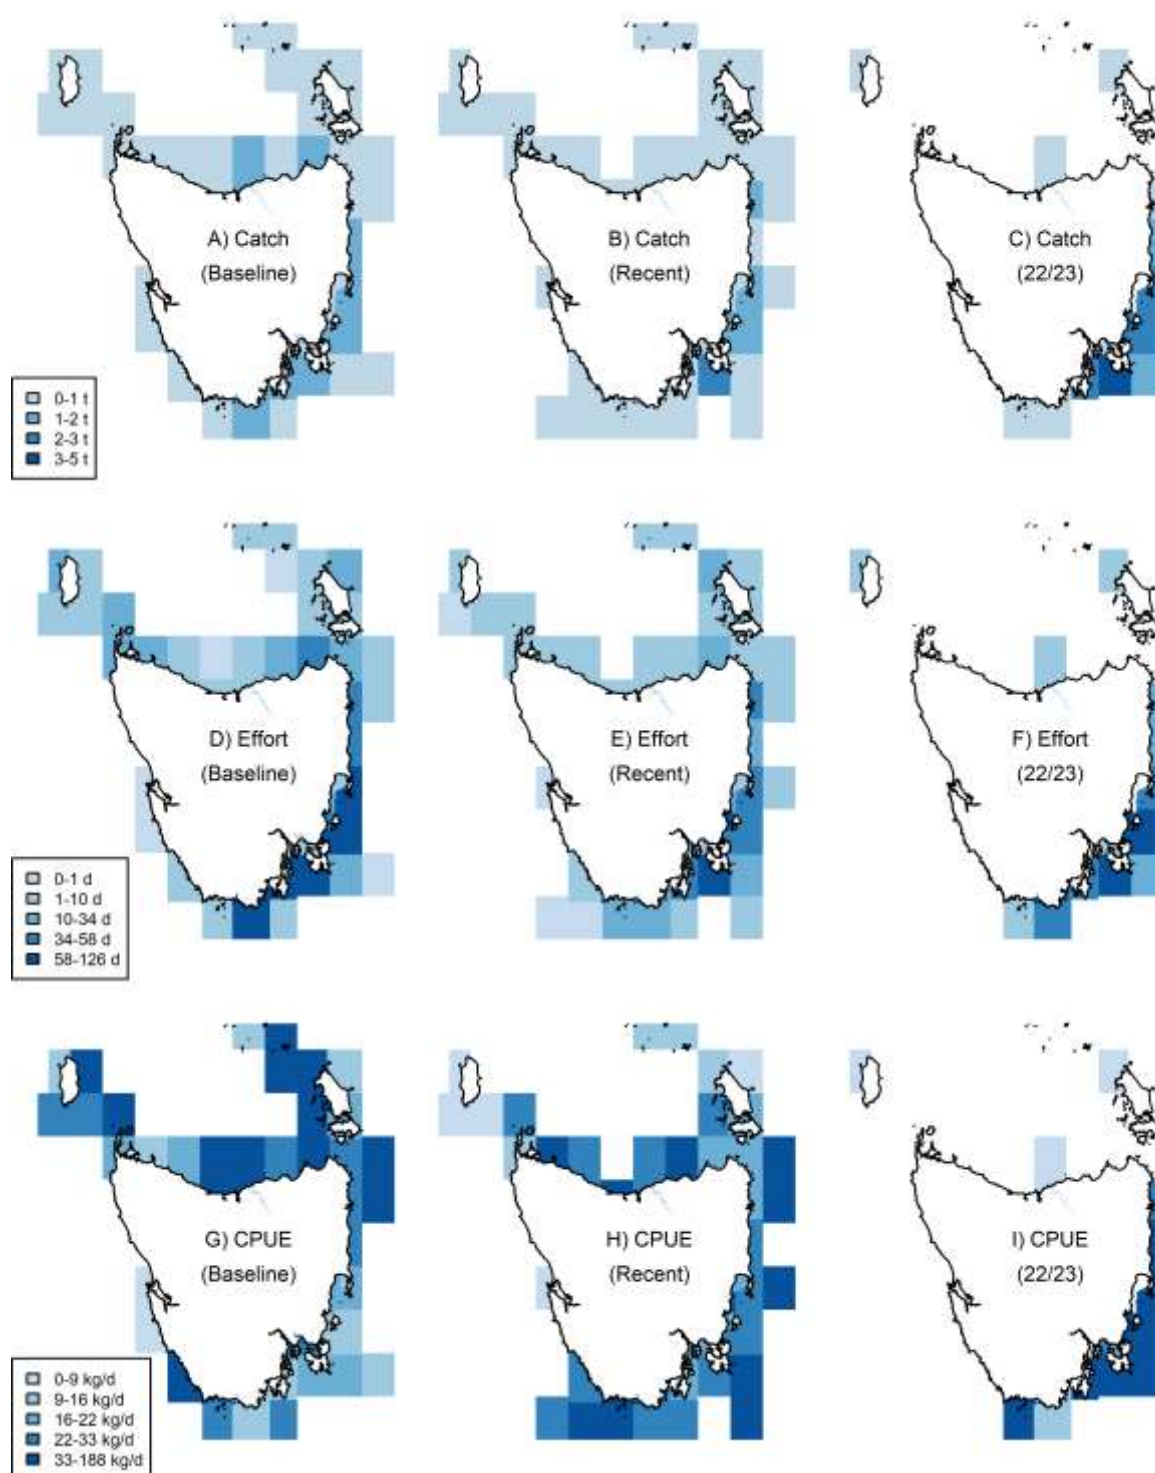 A) Catch
(Baseline)
B) Catch
(Recent)
C) Catch
(22/23)
0-1 t
1-2 t
2-3 t
3-5 t
D) Effort
(Baseline)
E) Effort
(Recent)
F) Effort
(22/23)
0-1 d
1-10 d
10-34 d
34-58 d
58-126 d
G) CPUE
(Baseline)
H) CPUE
(Recent)
I) CPUE
(22/23)
0-9 kg/d
9-16 kg/d
16-22 kg/d
22-33 kg/d
33-188 kg/d